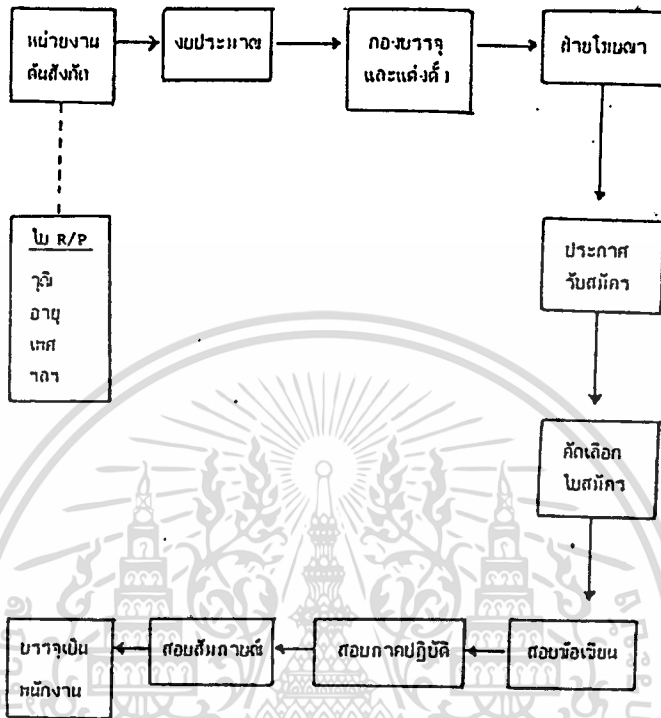 หน่วยงาน
ต้นสังกัด
งบประมาณ
กองบรรจุ
และแต่งตั้ง
ฝ่ายโฆษณา
ใบ R/P
วุฒิ
อายุ
เพศ
ฯลฯ
ประกาศ
รับสมัคร
คัดเลือก
ใบสมัคร
สอบข้อเขียน
สอบภาคปฏิบัติ
สอบสัมภาษณ์
บรรจุเป็น
พนักงาน